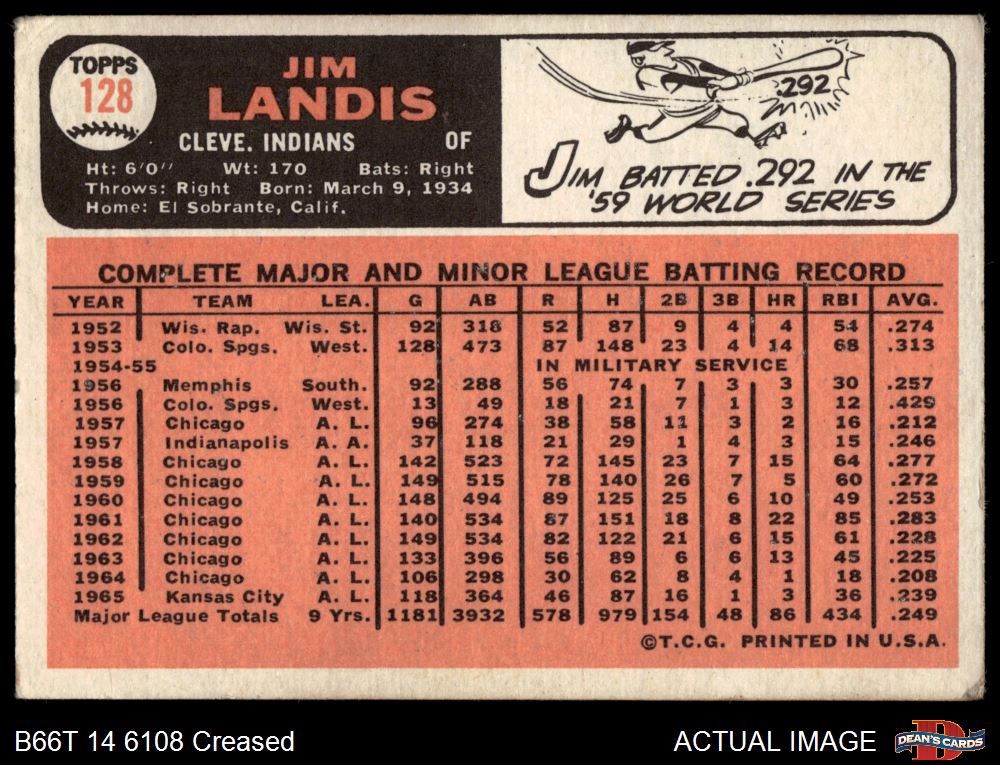 TOPPS
128
JIM
LANDIS
CLEVE. INDIANS OF
Ht: 6'0" Wt: 170 Bats: Right
Throws: Right Born: March 9, 1934
Home: El Sobrante, Calif.
.292
JIM BATTED .292 IN THE
'59 WORLD SERIES
COMPLETE MAJOR AND MINOR LEAGUE BATTING RECORD
YEAR TEAM LEA. G AB R H 2B 3B HR RBI AVG.
1952 Wis. Rap. Wis. St. 92 318 52 87 9 4 4 54 .274
1953 Colo. Spgs. West. 128 473 87 148 23 4 14 68 .313
1954-55 IN MILITARY SERVICE
1956 Memphis South. 92 288 56 74 7 3 3 30 .257
1956 Colo. Spgs. West. 13 49 18 21 7 1 3 12 .429
1957 Chicago A. L. 96 274 38 58 11 3 2 16 .212
1957 Indianapolis A. A. 37 118 21 29 1 4 3 15 .246
1958 Chicago A. L. 142 523 72 145 23 7 15 64 .277
1959 Chicago A. L. 149 515 78 140 26 7 5 60 .272
1960 Chicago A. L. 148 494 89 125 25 6 10 49 .253
1961 Chicago A. L. 140 534 87 151 18 8 22 85 .283
1962 Chicago A. L. 149 534 82 122 21 6 15 61 .228
1963 Chicago A. L. 133 396 56 89 6 6 13 45 .225
1964 Chicago A. L. 106 298 30 62 8 4 1 18 .208
1965 Kansas City A. L. 118 364 46 87 16 1 3 36 .239
Major League Totals 9 Yrs. 1181 3932 578 979 154 48 86 434 .249
©T.C.G. PRINTED IN U.S.A.
B66T 14 6108 Creased
ACTUAL IMAGE
D
DEAN'S CARDS